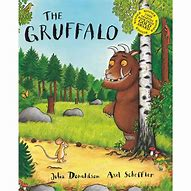 THE
GRUFFALO
Julia Donaldson Axel Scheffler